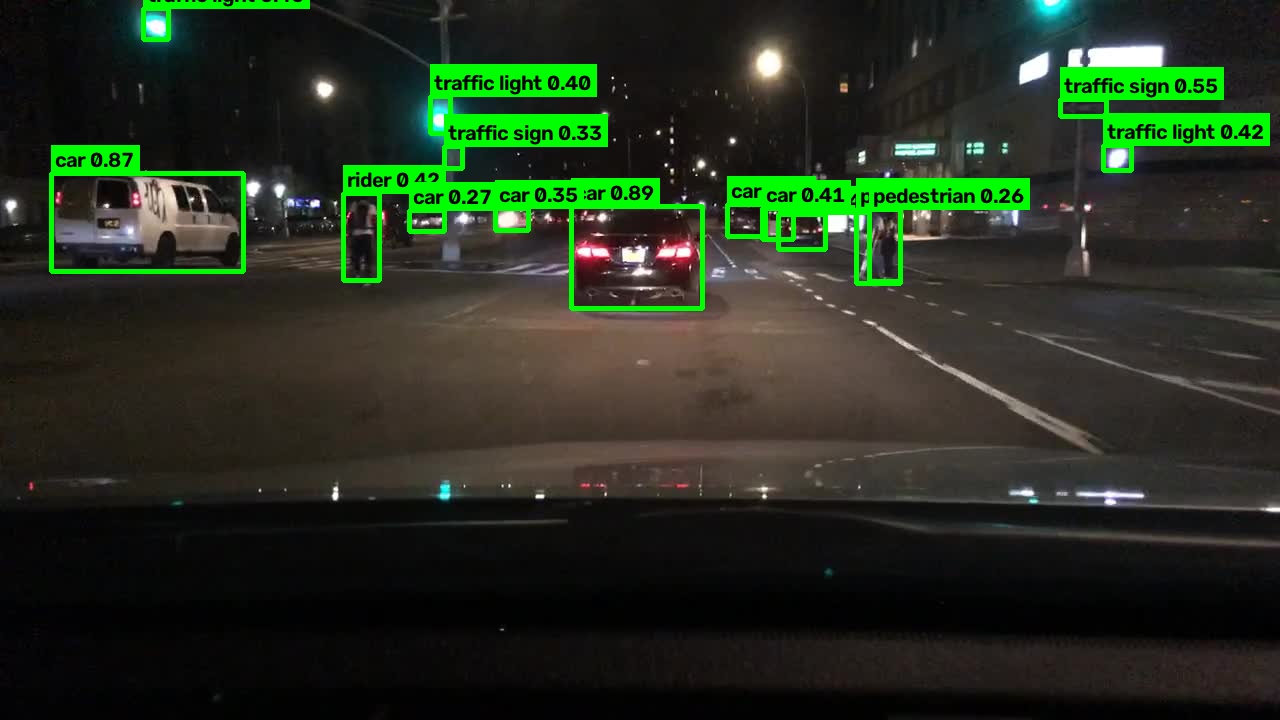 traffic light 0.40
traffic sign 0.55
traffic sign 0.33
traffic light 0.42
car 0.87
rider 0.42
car 0.27
car 0.35
car 0.89
car
car 0.41
pedestrian 0.26